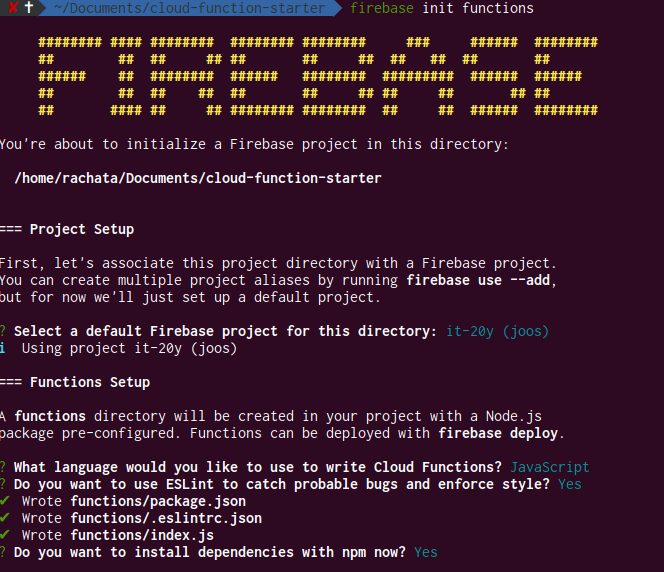 ✘ ✝ ~/Documents/cloud-function-starter firebase init functions
######## #### ########  ######## ########     ###     ######  ########
##        ##  ##     ## ##       ##     ##  ##   ##  ##       ##
######    ##  ########  ######   ########  #########  ######  ######
##        ##  ##    ##  ##       ##     ## ##     ##       ## ##
##       #### ##     ## ######## ########  ##     ##  ######  ########
You're about to initialize a Firebase project in this directory:
/home/rachata/Documents/cloud-function-starter
=== Project Setup
First, let's associate this project directory with a Firebase project.
You can create multiple project aliases by running firebase use --add,
but for now we'll just set up a default project.
? Select a default Firebase project for this directory: it-20y (joos)
i  Using project it-20y (joos)
=== Functions Setup
A functions directory will be created in your project with a Node.js
package pre-configured. Functions can be deployed with firebase deploy.
? What language would you like to use to write Cloud Functions? JavaScript
? Do you want to use ESLint to catch probable bugs and enforce style? Yes
✔  Wrote functions/package.json
✔  Wrote functions/.eslintrc.json
✔  Wrote functions/index.js
? Do you want to install dependencies with npm now? Yes